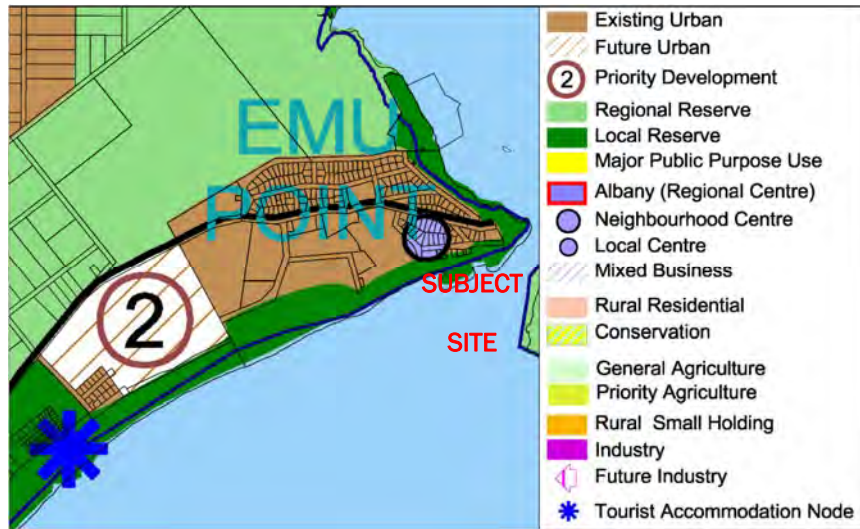 EMU
POINT
2
SUBJECT
SITE
Existing Urban
Future Urban
2 Priority Development
Regional Reserve
Local Reserve
Major Public Purpose Use
Albany (Regional Centre)
Neighbourhood Centre
Local Centre
Mixed Business
Rural Residential
Conservation
General Agriculture
Priority Agriculture
Rural Small Holding
Industry
Future Industry
Tourist Accommodation Node